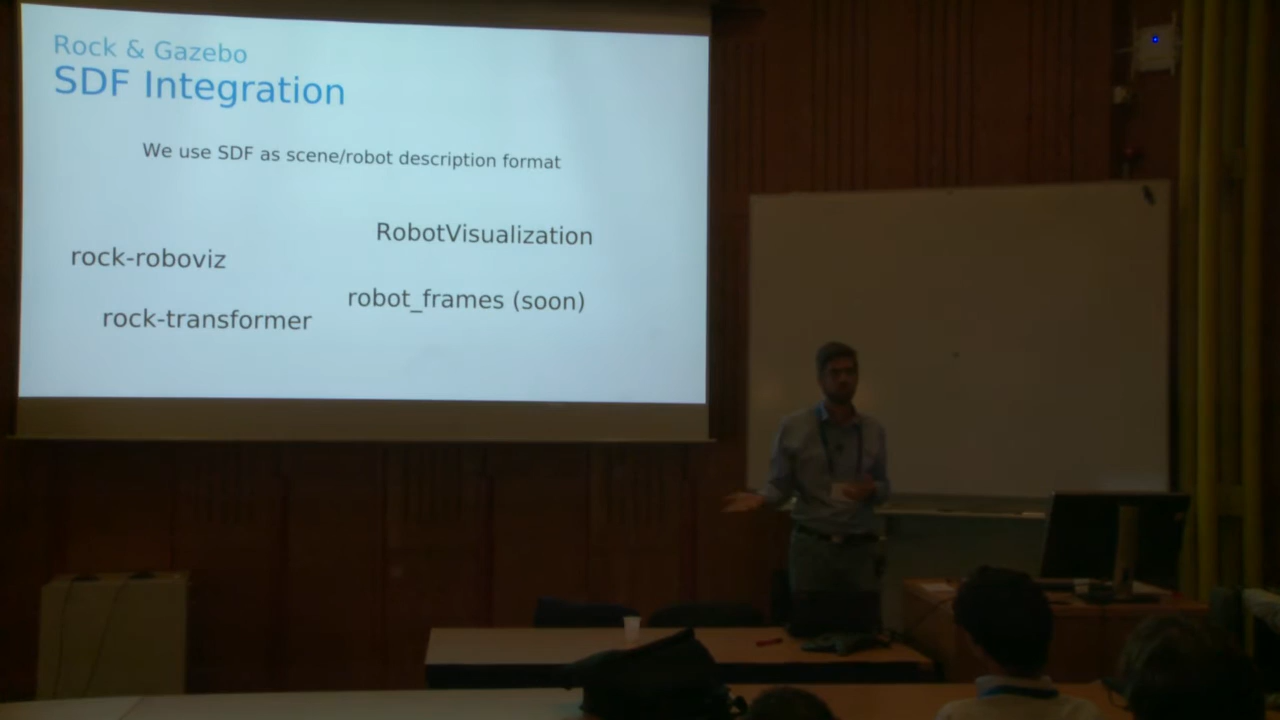 Rock & Gazebo
SDF Integration
We use SDF as scene/robot description format
RobotVisualization
rock-roboviz
robot_frames (soon)
rock-transformer